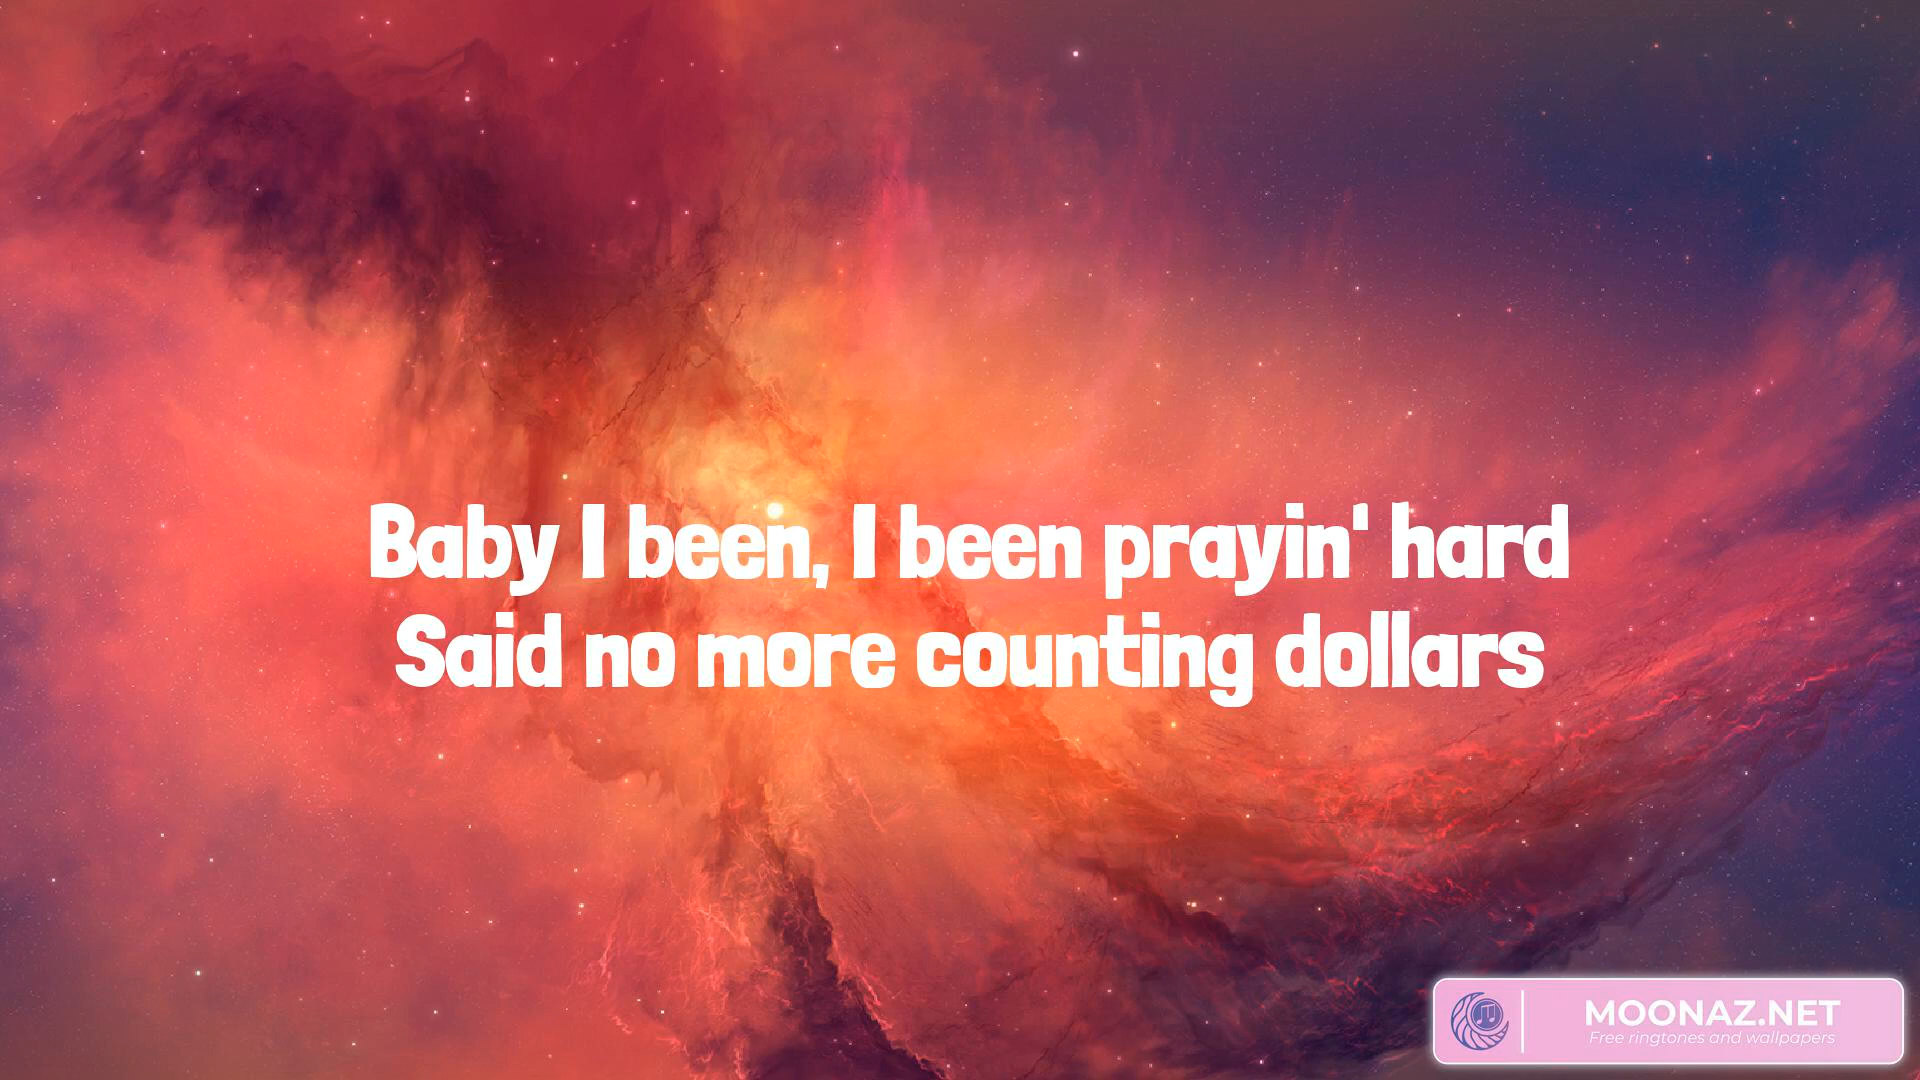 Baby I been, I been prayin' hard
Said no more counting dollars
MOONAZ.NET
Free ringtones and wallpapers